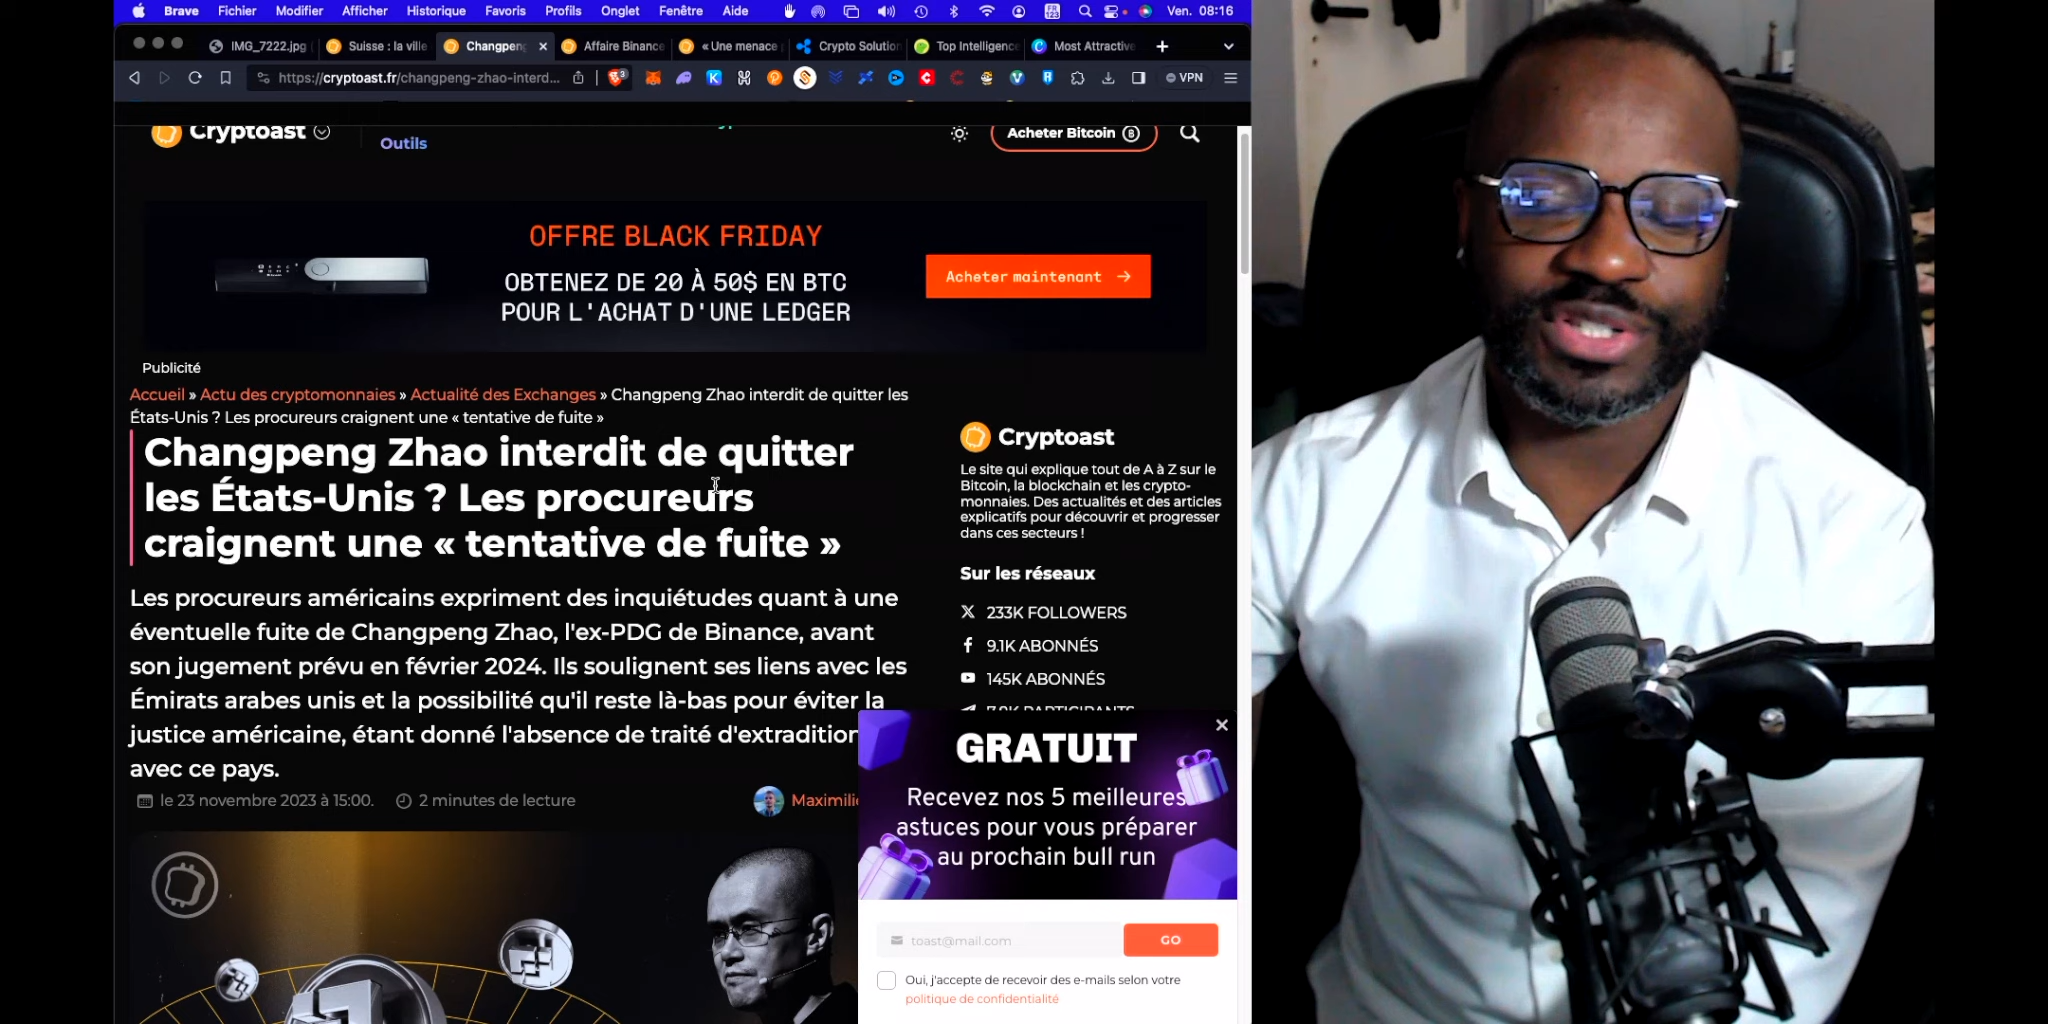 Brave Fichier Modifier Afficher Historique Favoris Profils Onglet Fenêtre Aide Ven. 08:16
IMG_7222.jpg Suisse : la ville Changpeng Affaire Binance « Une menace Crypto Solution Top Intelligence Most Attractive
https://cryptoast.fr/changpeng-zhao-interd... VPN
Cryptoast
Outils
Acheter Bitcoin
OFFRE BLACK FRIDAY
OBTENEZ DE 20 À 50$ EN BTC
POUR L'ACHAT D'UNE LEDGER
Acheter maintenant →
Publicité
Accueil » Actu des cryptomonnaies » Actualité des Exchanges » Changpeng Zhao interdit de quitter les
États-Unis ? Les procureurs craignent une « tentative de fuite »
Changpeng Zhao interdit de quitter
les États-Unis ? Les procureurs
craignent une « tentative de fuite »
Les procureurs américains expriment des inquiétudes quant à une
éventuelle fuite de Changpeng Zhao, l'ex-PDG de Binance, avant
son jugement prévu en février 2024. Ils soulignent ses liens avec les
Émirats arabes unis et la possibilité qu'il reste là-bas pour éviter la
justice américaine, étant donné l'absence de traité d'extradition
avec ce pays.
le 23 novembre 2023 à 15:00. 2 minutes de lecture
Cryptoast
Le site qui explique tout de A à Z sur le
Bitcoin, la blockchain et les crypto-
monnaies. Des actualités et des articles
explicatifs pour découvrir et progresser
dans ces secteurs !
Sur les réseaux
233K FOLLOWERS
9.1K ABONNÉS
145K ABONNÉS
GRATUIT
Recevez nos 5 meilleures
astuces pour vous préparer
au prochain bull run
toast@mail.com
GO
Oui, j'accepte de recevoir des e-mails selon votre
politique de confidentialité